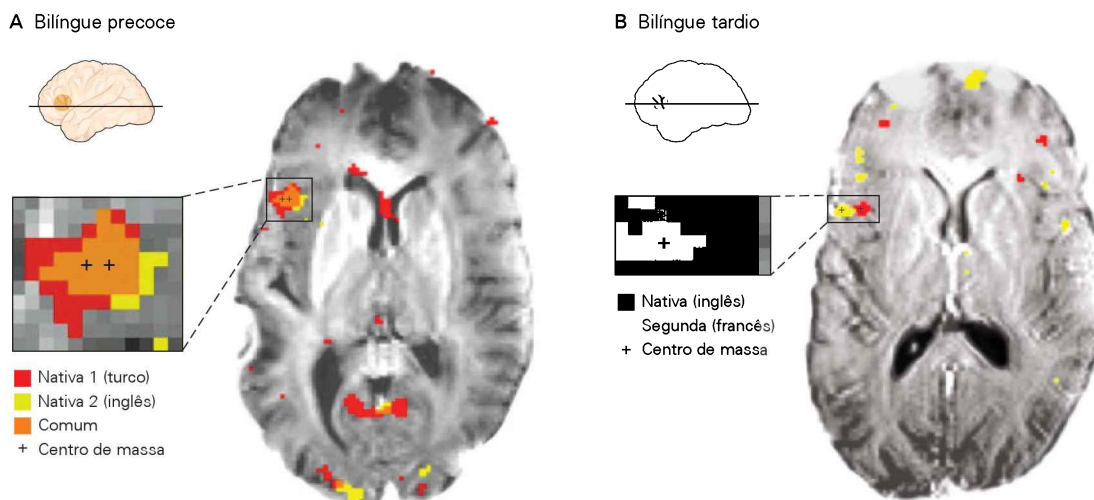 A Bilíngue precoce
Nativa 1 (turco)
Nativa 2 (inglês)
Comum
+ Centro de massa
B Bilíngue tardio
Nativa (inglês)
Segunda (francês)
+ Centro de massa